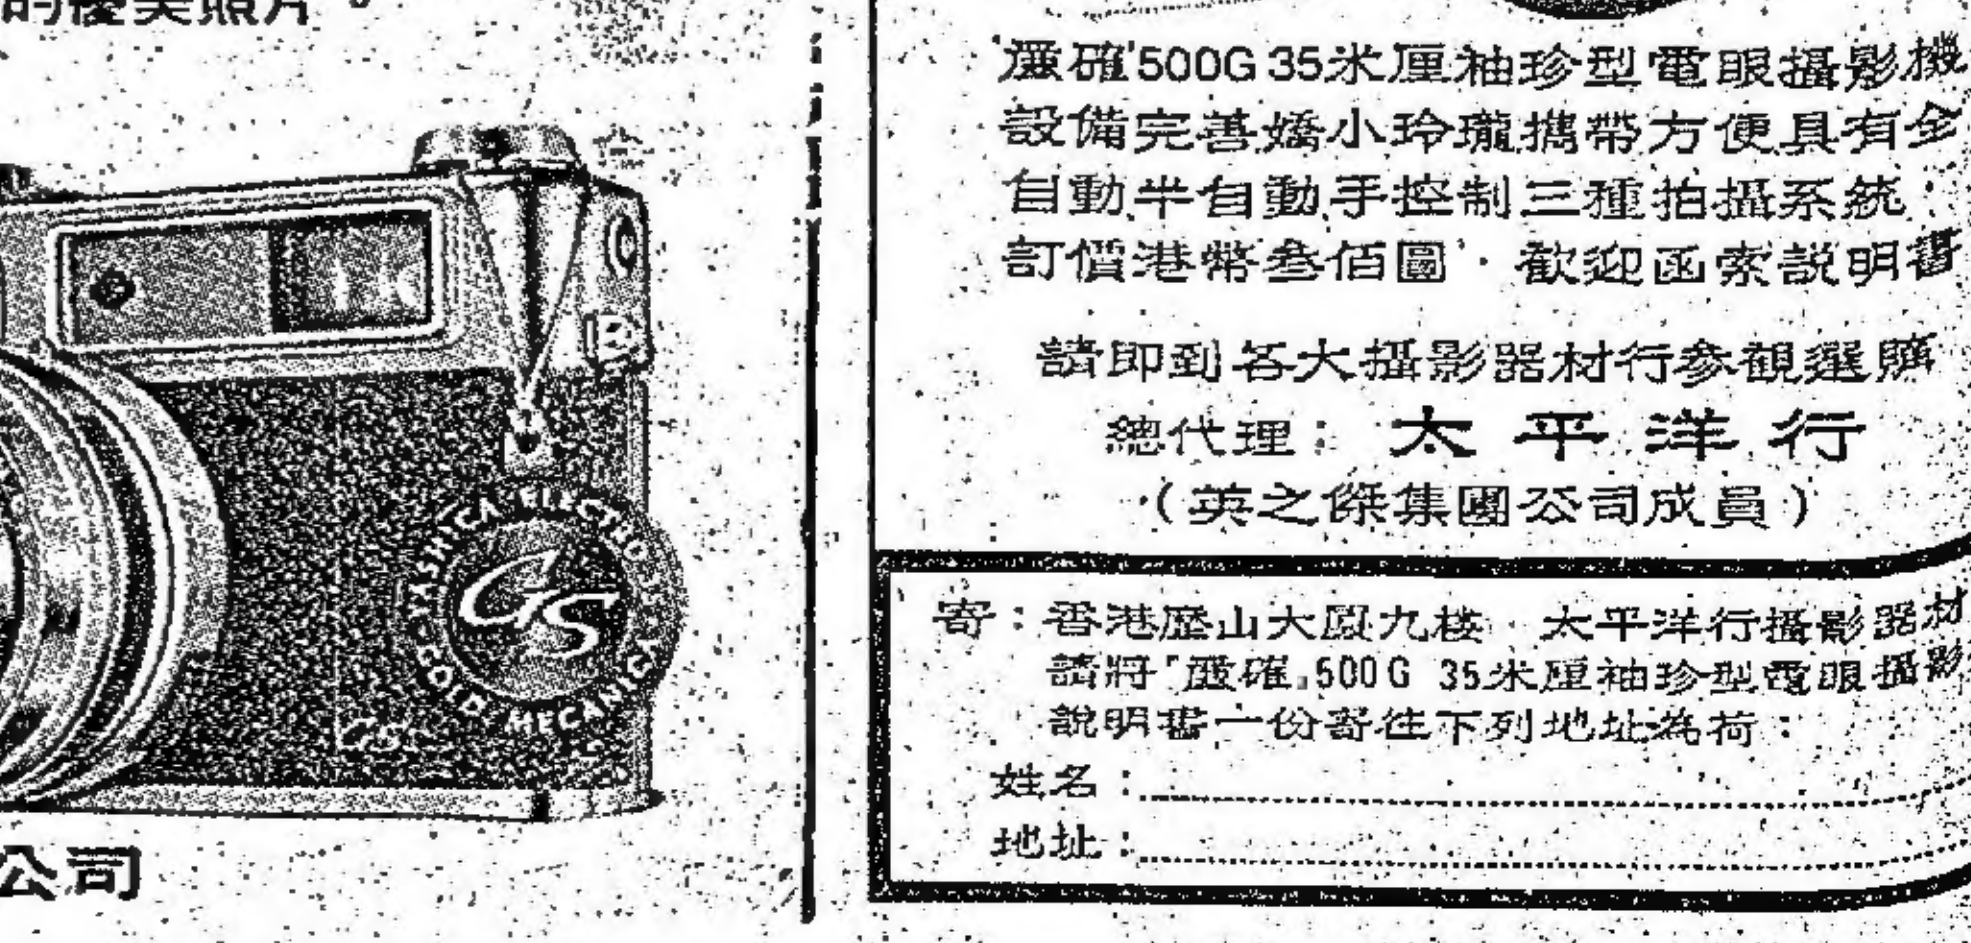 的優美照片。
YASHICA ELECTRO
GOLD MECANISM
GS
GS
公司
確500G 35米厘袖珍型電眼攝影機
設備完善嬌小玲瓏攜帶方便具有全
自動半自動手控制三種拍攝系統
訂價港幣叁佰圓·歡迎函索説明書
請即到各大攝影器材行參觀選購
總代理：太平洋行
（英之傑集團公司成員）
寄：香港歷山大廈九楼 太平洋行攝影器材
請將「確」500G 35米厘袖珍型電眼攝影
說明書一份寄往下列地址為荷：
姓名：
地址：